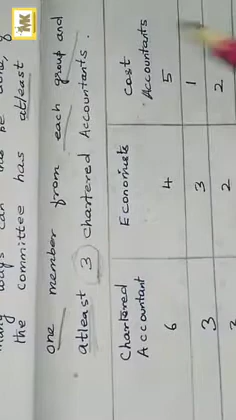 the committee has atleast
one member from each group and
atleast 3 Chartered Accountants.
Chartered Accountant Economists Cost Accountants
6 4 5
3 3 1
2 2